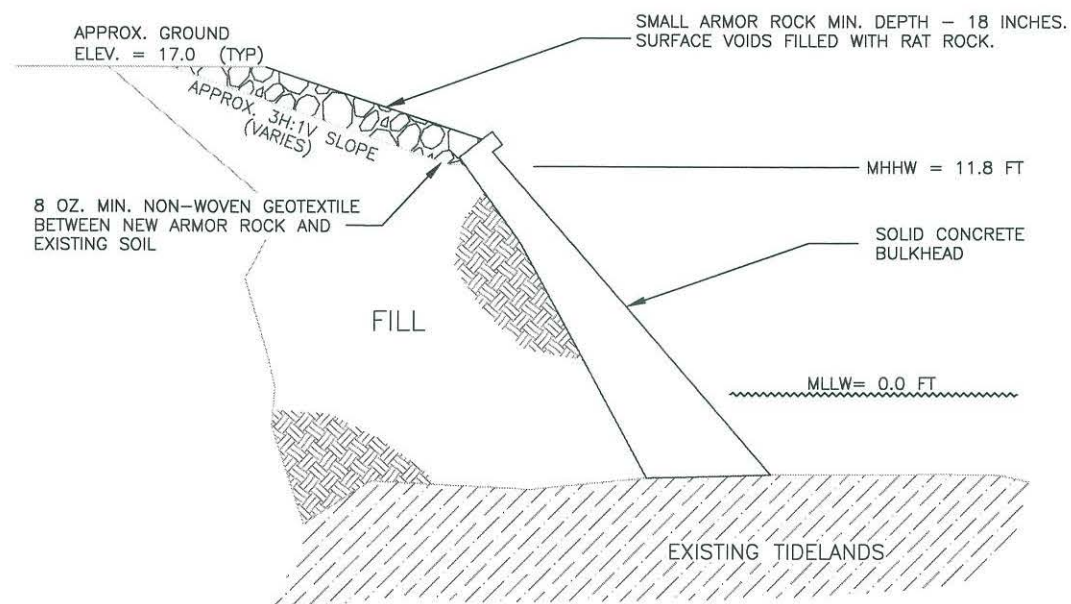 APPROX. GROUND
ELEV. = 17.0 (TYP)
SMALL ARMOR ROCK MIN. DEPTH – 18 INCHES.
SURFACE VOIDS FILLED WITH RAT ROCK.
APPROX. 3H:1V SLOPE
(VARIES)
MHHW = 11.8 FT
8 OZ. MIN. NON-WOVEN GEOTEXTILE
BETWEEN NEW ARMOR ROCK AND
EXISTING SOIL
SOLID CONCRETE
BULKHEAD
FILL
MLLW= 0.0 FT
EXISTING TIDELANDS